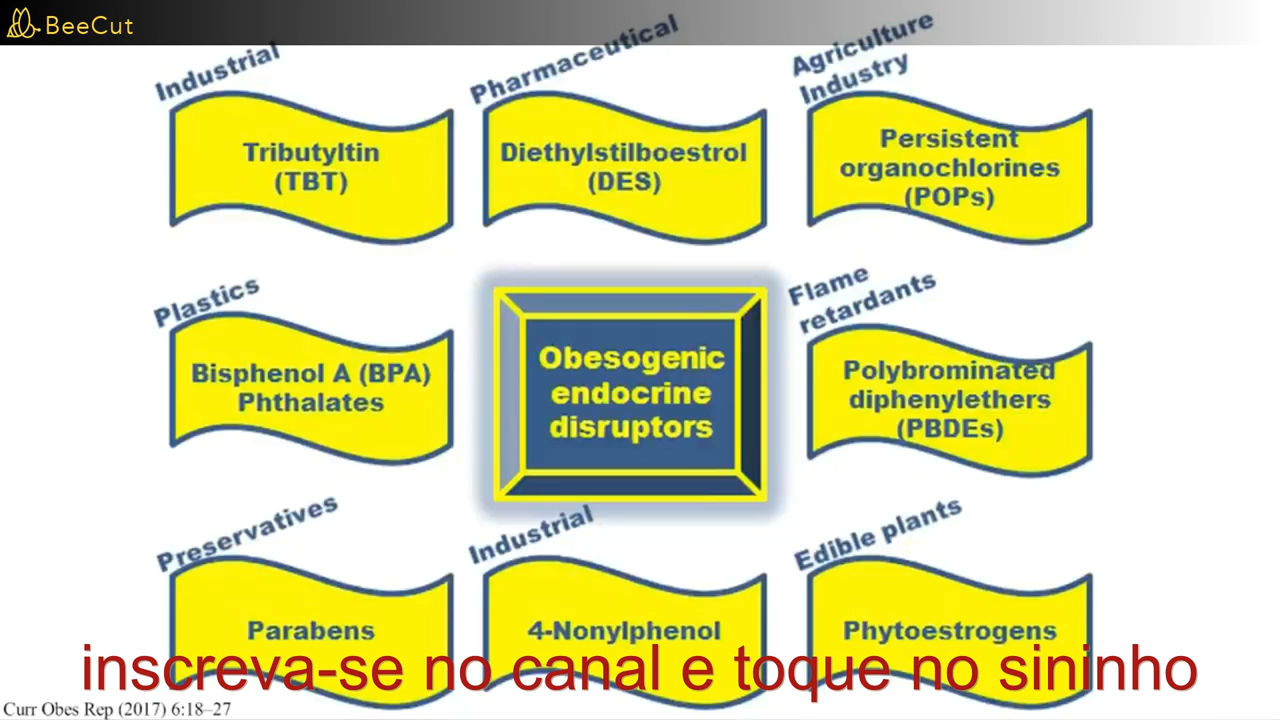 BeeCut
Industrial
Tributyltin
(TBT)
Pharmaceutical
Diethylstilboestrol
(DES)
Agriculture
Industry
Persistent
organochlorines
(POPs)
Plastics
Bisphenol A (BPA)
Phthalates
Obesogenic
endocrine
disruptors
Flame
retardants
Polybrominated
diphenylethers
(PBDEs)
Preservatives
Parabens
Industrial
4-Nonylphenol
Edible plants
Phytoestrogens
inscreva-se no canal e toque no sininho
Curr Obes Rep (2017) 6:18–27